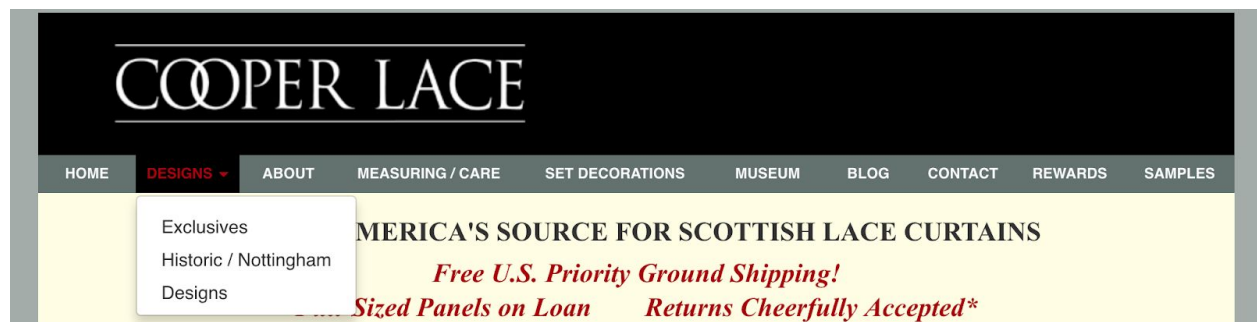 COOPER LACE
HOME DESIGNS ABOUT MEASURING / CARE SET DECORATIONS MUSEUM BLOG CONTACT REWARDS SAMPLES
Exclusives
Historic / Nottingham
Designs
MERICA'S SOURCE FOR SCOTTISH LACE CURTAINS
Free U.S. Priority Ground Shipping!
Sized Panels on Loan Returns Cheerfully Accepted*